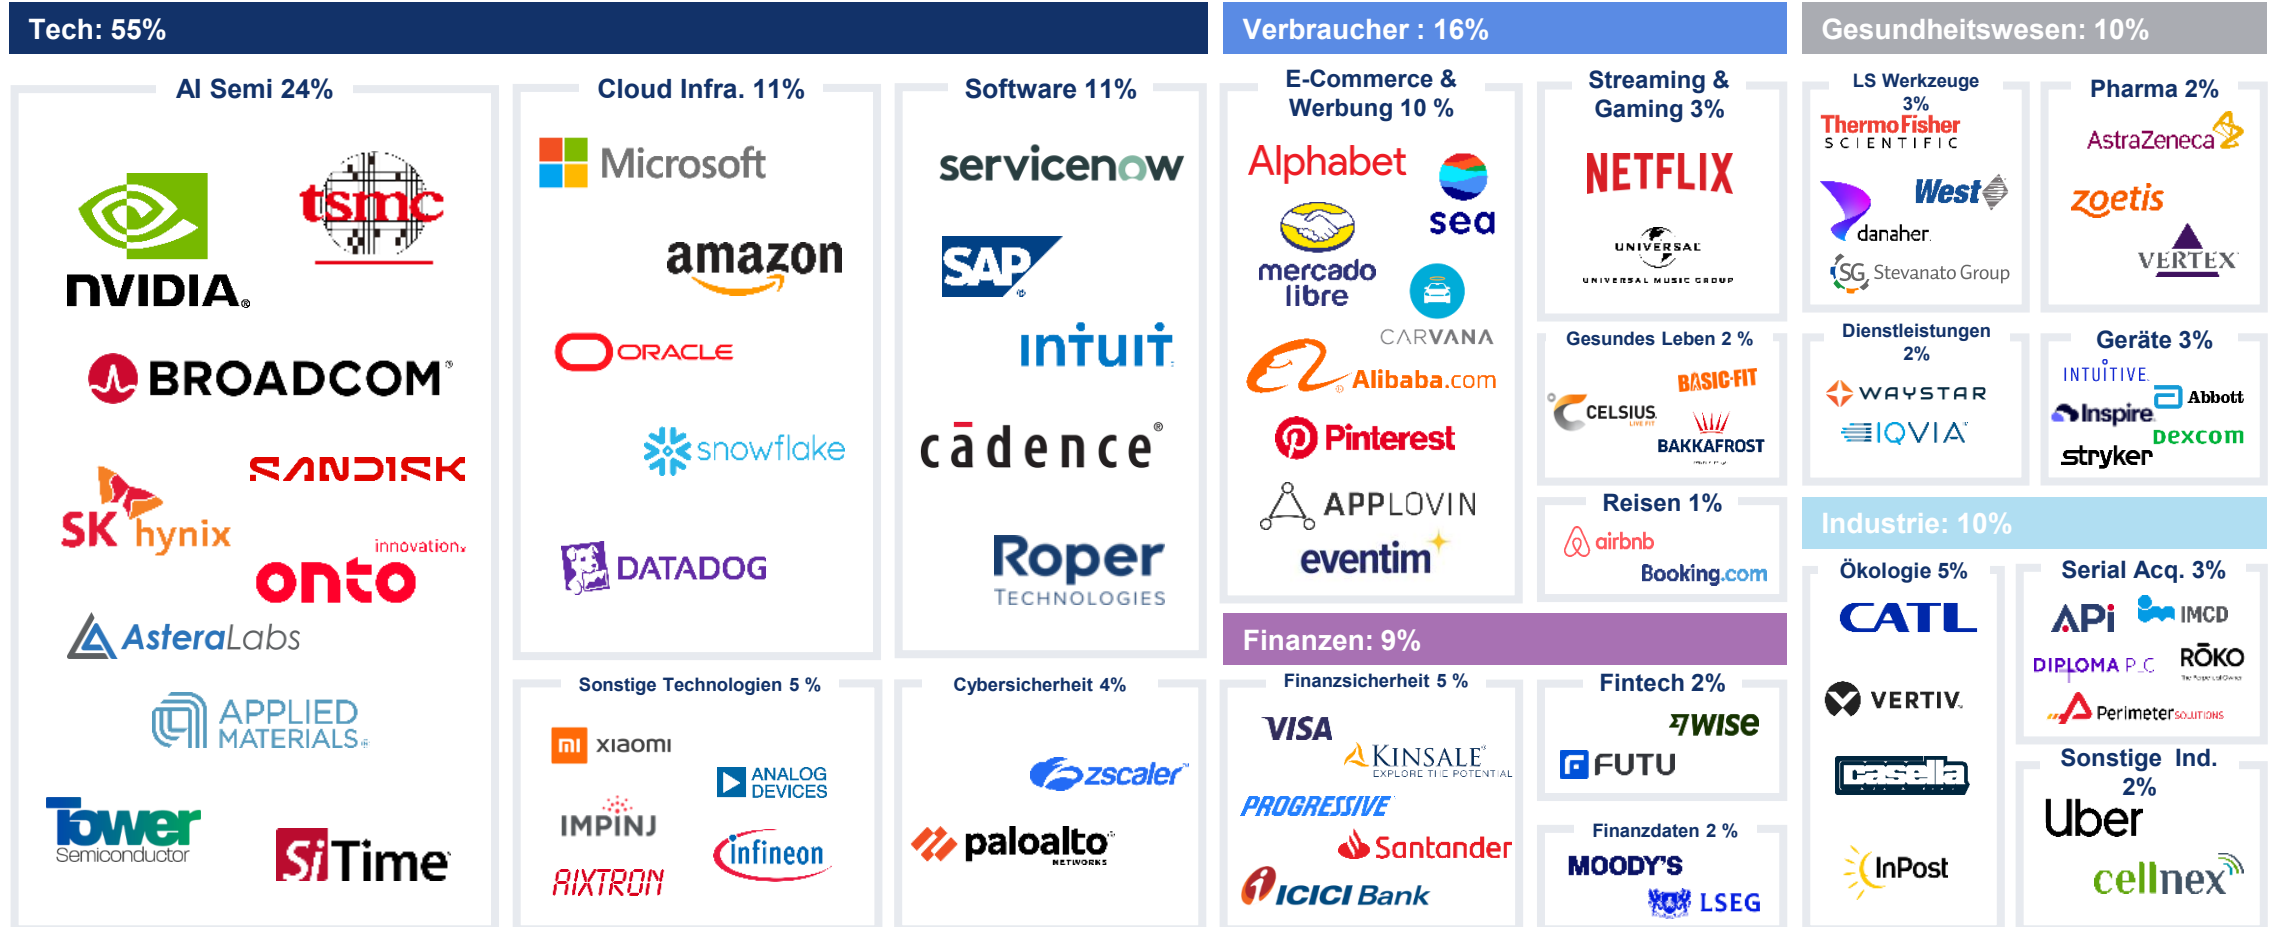 Tech: 55%
AI Semi 24%
NVIDIA®
tsmc
BROADCOM®
SK hynix
SANDISK
onto
innovation
AsteraLabs
APPLIED
MATERIALS®
Tower
Semiconductor
SiTime
Cloud Infra. 11%
Microsoft
amazon
ORACLE
snowflake
DATADOG
Software 11%
servicenow
SAP®
intuit
cādence®
Roper
TECHNOLOGIES
Sonstige Technologien 5 %
mi xiaomi
ANALOG
DEVICES
IMPINJ
infineon
AIXTRON
Cybersicherheit 4%
zscaler™
paloalto®
NETWORKS
Verbraucher : 16%
E-Commerce &
Werbung 10 %
Alphabet
sea
mercado
libre
CARVANA
Alibaba.com
Pinterest
APPLOVIN
eventim
Streaming &
Gaming 3%
NETFLIX
UNIVERSAL
UNIVERSAL MUSIC GROUP
Gesundes Leben 2 %
BASIC-FIT
CELSIUS
LIVE FIT
BAKKAFROST
Reisen 1%
airbnb
Booking.com
Finanzen: 9%
Finanzsicherheit 5 %
VISA
KINSALE®
EXPLORE THE POTENTIAL
PROGRESSIVE
Santander
ICICI Bank
Fintech 2%
WISE
FUTU
Finanzdaten 2 %
MOODY'S
LSEG
Gesundheitswesen: 10%
LS Werkzeuge
3%
ThermoFisher
SCIENTIFIC
West
danaher
SG Stevanato Group
Pharma 2%
AstraZeneca
zoetis
VERTEX
Dienstleistungen
2%
WAYSTAR
IQVIA
Geräte 3%
INTUITIVE
Abbott
Inspire
Dexcom
stryker
Industrie: 10%
Ökologie 5%
CATL
VERTIV
casella
InPost
Serial Acq. 3%
APi
IMCD
DIPLOMA PLC
RŌKO
The Perpetual Owner
Perimeter SOLUTIONS
Sonstige Ind.
2%
Uber
cellnex